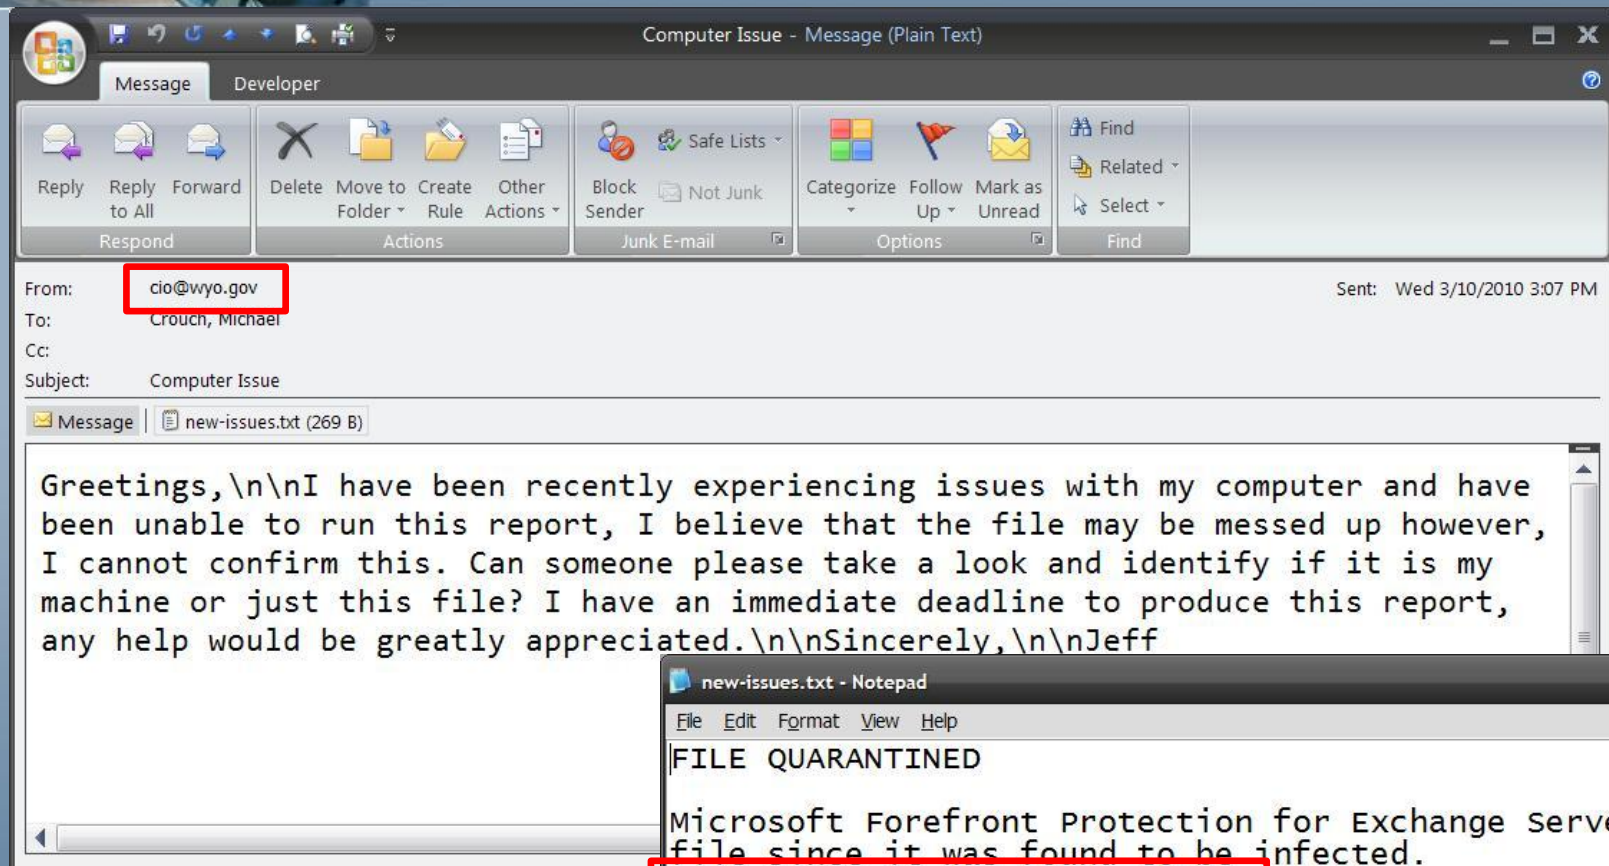 Computer Issue - Message (Plain Text)
Message Developer
Reply Reply to All Forward
Delete Move to Folder Create Rule Other Actions
Block Sender Safe Lists Not Junk
Categorize Follow Up Mark as Unread
Find Related Select
Respond Actions Junk E-mail Options Find
From: cio@wyo.gov Sent: Wed 3/10/2010 3:07 PM
To: Crouch, Michael
Cc:
Subject: Computer Issue
Message new-issues.txt (269 B)
Greetings,\n\nI have been recently experiencing issues with my computer and have
been unable to run this report, I believe that the file may be messed up however,
I cannot confirm this. Can someone please take a look and identify if it is my
machine or just this file? I have an immediate deadline to produce this report,
any help would be greatly appreciated.\n\nSincerely,\n\nJeff
new-issues.txt - Notepad
File Edit Format View Help
FILE QUARANTINED
Microsoft Forefront Protection for Exchange Serve
file since it was found to be infected.